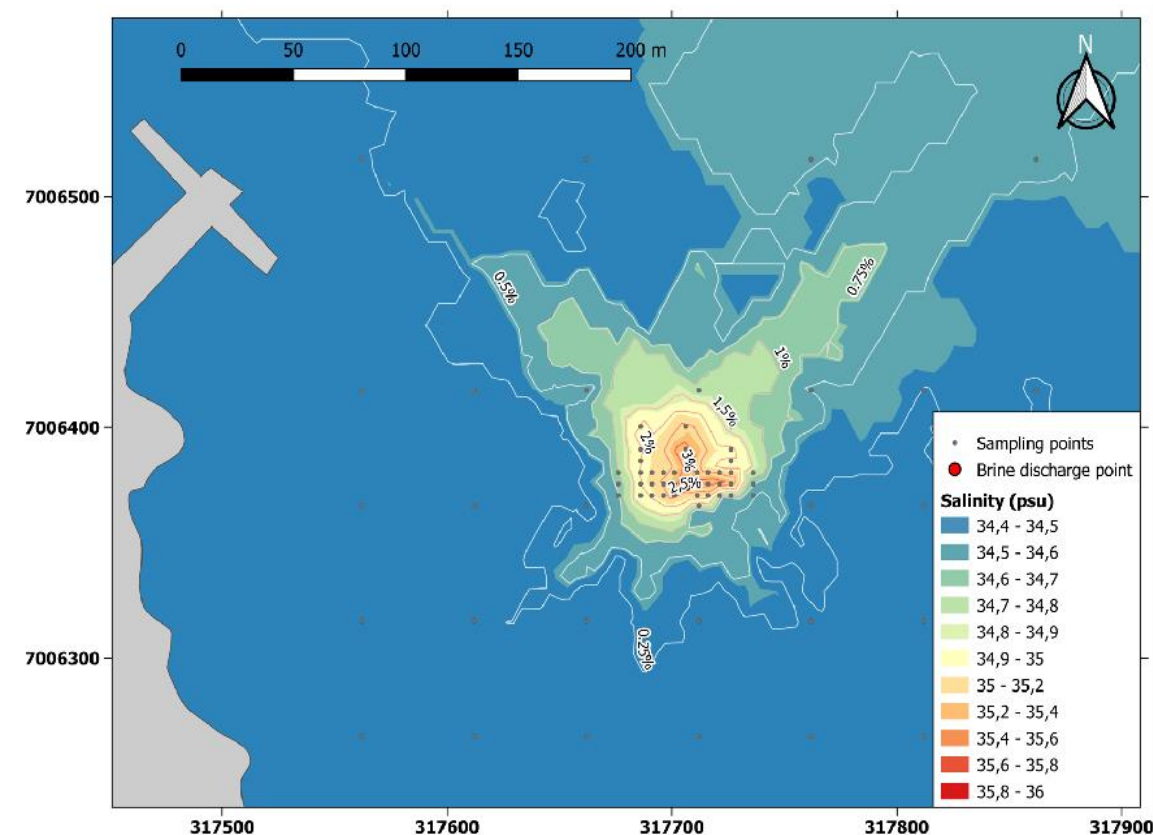 0 50 100 150 200 m
N
7006500
0.5%
0.75%
1%
1,5%
7006400
2%
3%
2,5%
7006300
0.25%
Sampling points
Brine discharge point
Salinity (psu)
34,4 - 34,5
34,5 - 34,6
34,6 - 34,7
34,7 - 34,8
34,8 - 34,9
34,9 - 35
35 - 35,2
35,2 - 35,4
35,4 - 35,6
35,6 - 35,8
35,8 - 36
317500 317600 317700 317800 317900